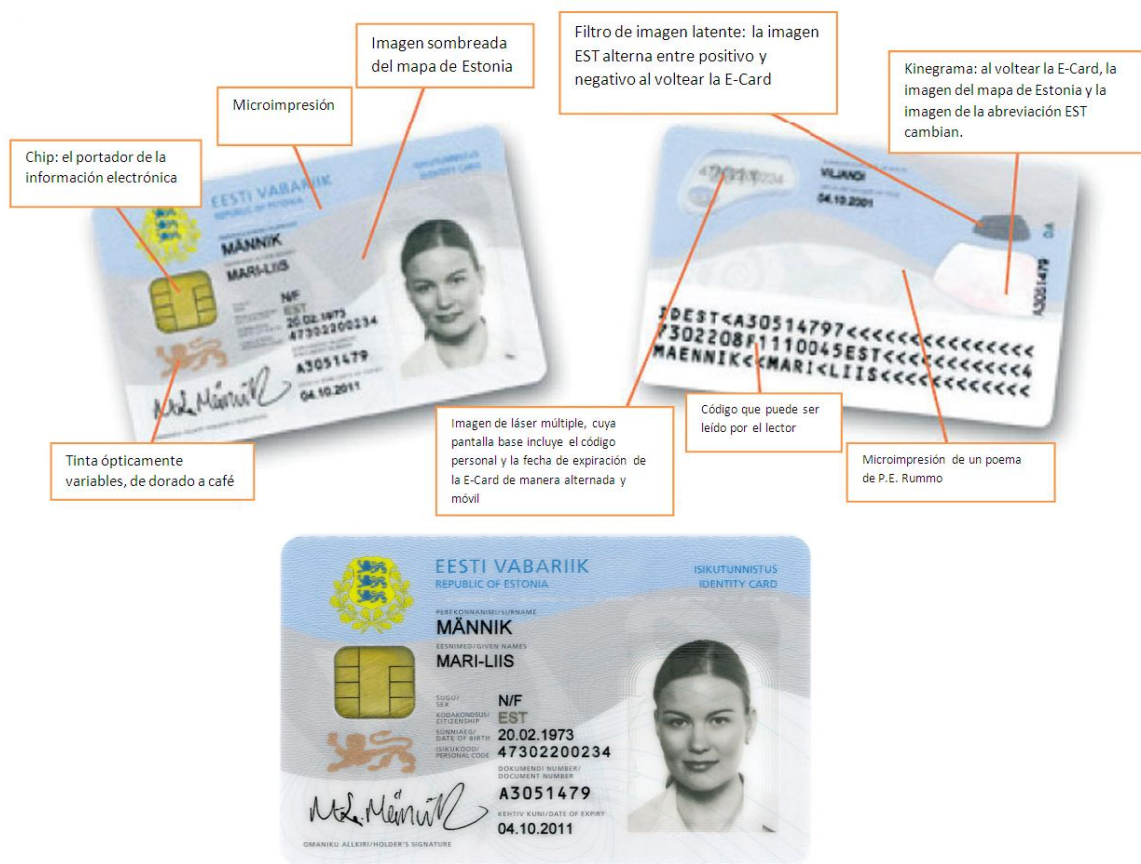 Imagen sombreada
del mapa de Estonia
Filtro de imagen latente: la imagen
EST alterna entre positivo y
negativo al voltear la E-Card
Kinegrama: al voltear la E-Card, la
imagen del mapa de Estonia y la
imagen de la abreviación EST
cambian.
Microimpresión
Chip: el portador de la
información electrónica
EESTI VABARIIK
REPUBLIC OF ESTONIA
ISIKUTUNNISTUS
IDENTITY CARD
MÄNNIK
MARI-LIIS
N/F
EST
20.02.1973
47302200234
A3051479
04.10.2011
VILJANDI
04.10.2001
A3051479 DA
IDEST<A30514797<<<<<<<<<<<<<<<
7302208F1110045EST<<<<<<<<<<<4
MAENNIK<<MARI<LIIS<<<<<<<<<<<<
Tinta ópticamente
variables, de dorado a café
Imagen de láser múltiple, cuya
pantalla base incluye el código
personal y la fecha de expiración de
la E-Card de manera alternada y
móvil
Código que puede ser
leído por el lector
Microimpresión de un poema
de P.E. Rummo
EESTI VABARIIK
REPUBLIC OF ESTONIA
ISIKUTUNNISTUS
IDENTITY CARD
PEREKONNANIMI/SURNAME
MÄNNIK
EESNIMED/GIVEN NAMES
MARI-LIIS
SUGU/
SEX
N/F
KODAKONDSUS/
CITIZENSHIP
EST
SÜNNIAEG/
DATE OF BIRTH
20.02.1973
ISIKUKOOD/
PERSONAL CODE
47302200234
DOKUMENDI NUMBER/
DOCUMENT NUMBER
A3051479
KEHTIV KUNI/DATE OF EXPIRY
04.10.2011
OMANIKU ALLKIRI/HOLDER'S SIGNATURE